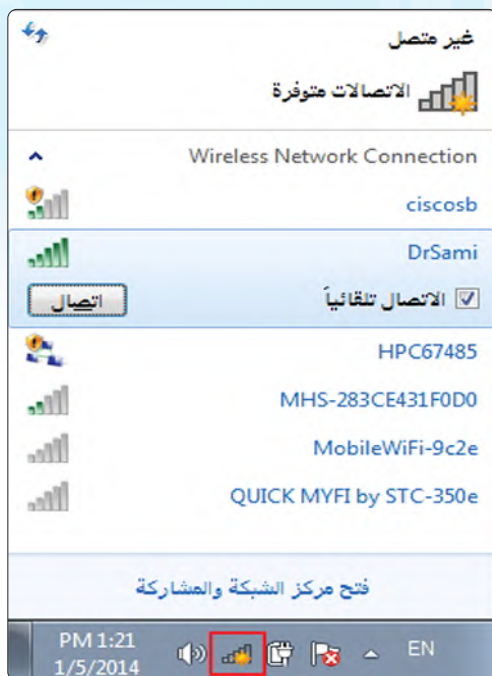 غير متصل
الاتصالات متوفرة
Wireless Network Connection
ciscosb
DrSami
الاتصال تلقائياً
اتصال
HPC67485
MHS-283CE431F0D0
MobileWiFi-9c2e
QUICK MYFI by STC-350e
فتح مركز الشبكة والمشاركة
EN
PM 1:21
1/5/2014